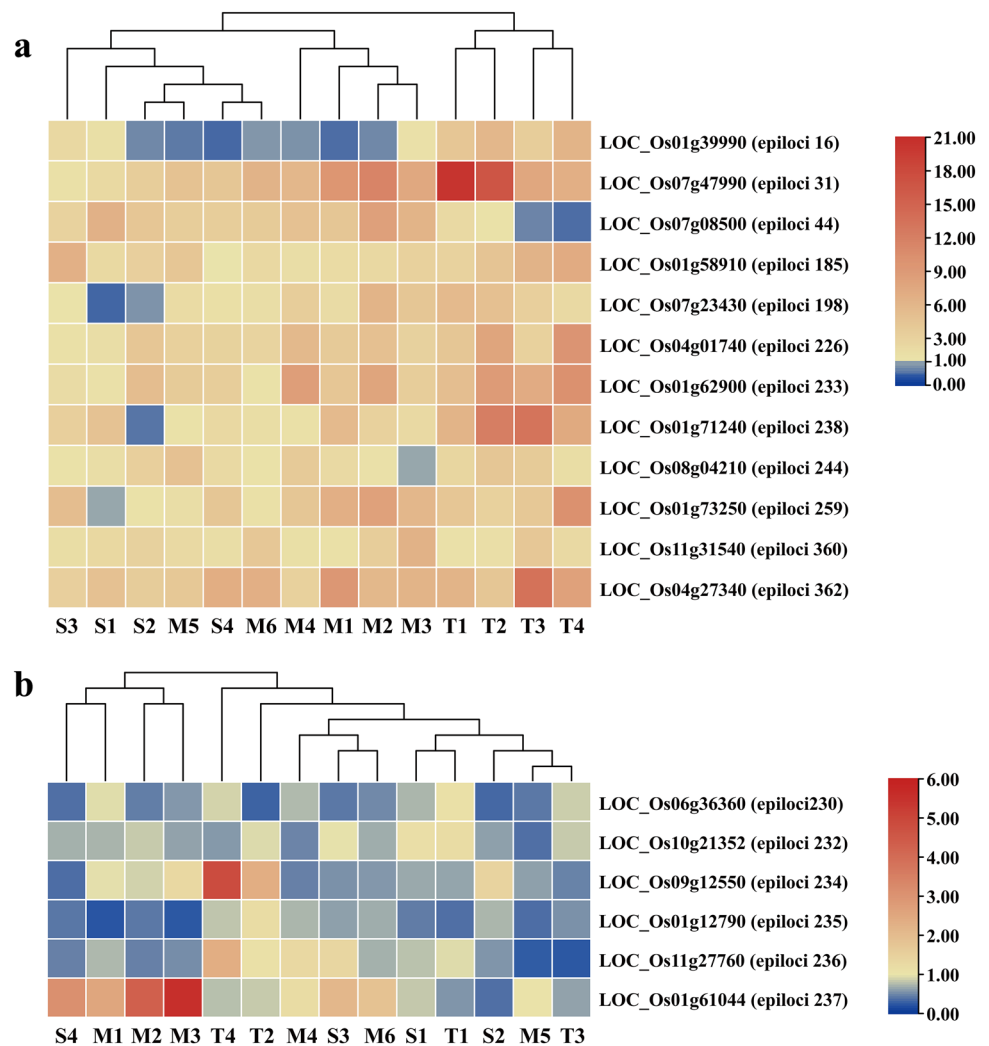 a
LOC_Os01g39990 (epiloci 16)
LOC_Os07g47990 (epiloci 31)
LOC_Os07g08500 (epiloci 44)
LOC_Os01g58910 (epiloci 185)
LOC_Os07g23430 (epiloci 198)
LOC_Os04g01740 (epiloci 226)
LOC_Os01g62900 (epiloci 233)
LOC_Os01g71240 (epiloci 238)
LOC_Os08g04210 (epiloci 244)
LOC_Os01g73250 (epiloci 259)
LOC_Os11g31540 (epiloci 360)
LOC_Os04g27340 (epiloci 362)
S3 S1 S2 M5 S4 M6 M4 M1 M2 M3 T1 T2 T3 T4
21.00
18.00
15.00
12.00
9.00
6.00
3.00
1.00
0.00
b
LOC_Os06g36360 (epiloci230)
LOC_Os10g21352 (epiloci 232)
LOC_Os09g12550 (epiloci 234)
LOC_Os01g12790 (epiloci 235)
LOC_Os11g27760 (epiloci 236)
LOC_Os01g61044 (epiloci 237)
S4 M1 M2 M3 T4 T2 M4 S3 M6 S1 T1 S2 M5 T3
6.00
5.00
4.00
3.00
2.00
1.00
0.00